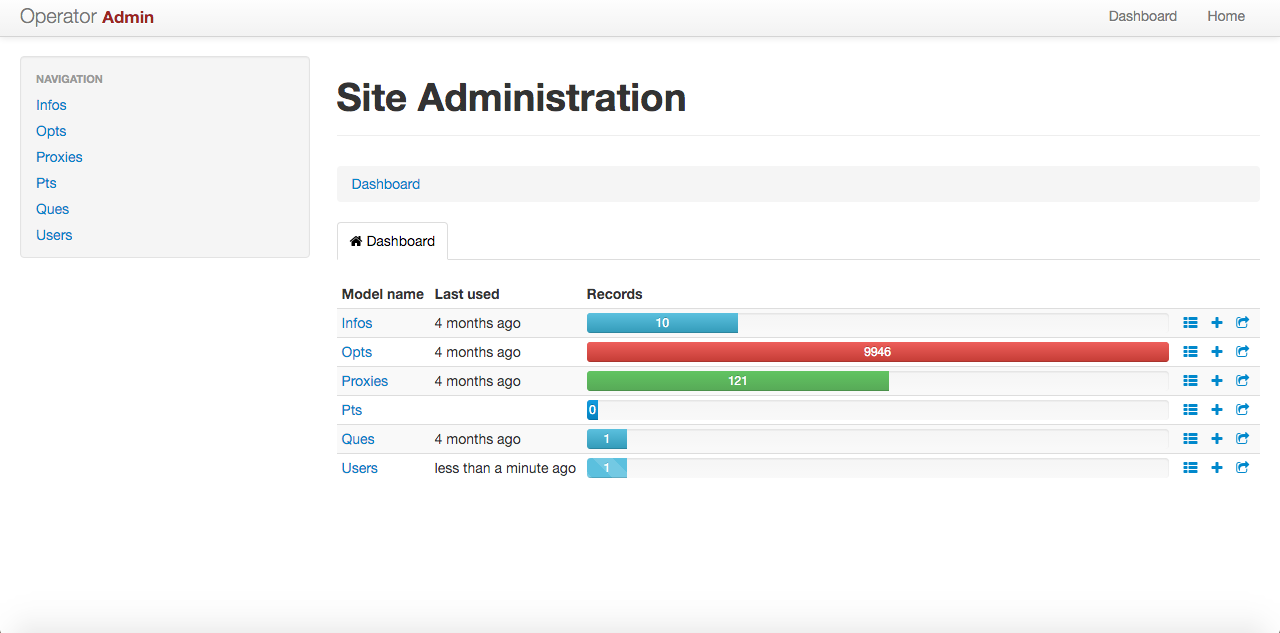 Operator Admin
Dashboard Home
NAVIGATION
Infos
Opts
Proxies
Pts
Ques
Users
Site Administration
Dashboard
Dashboard
Model name Last used Records
Infos 4 months ago 10
Opts 4 months ago 9946
Proxies 4 months ago 121
Pts 0
Ques 4 months ago 1
Users less than a minute ago 1